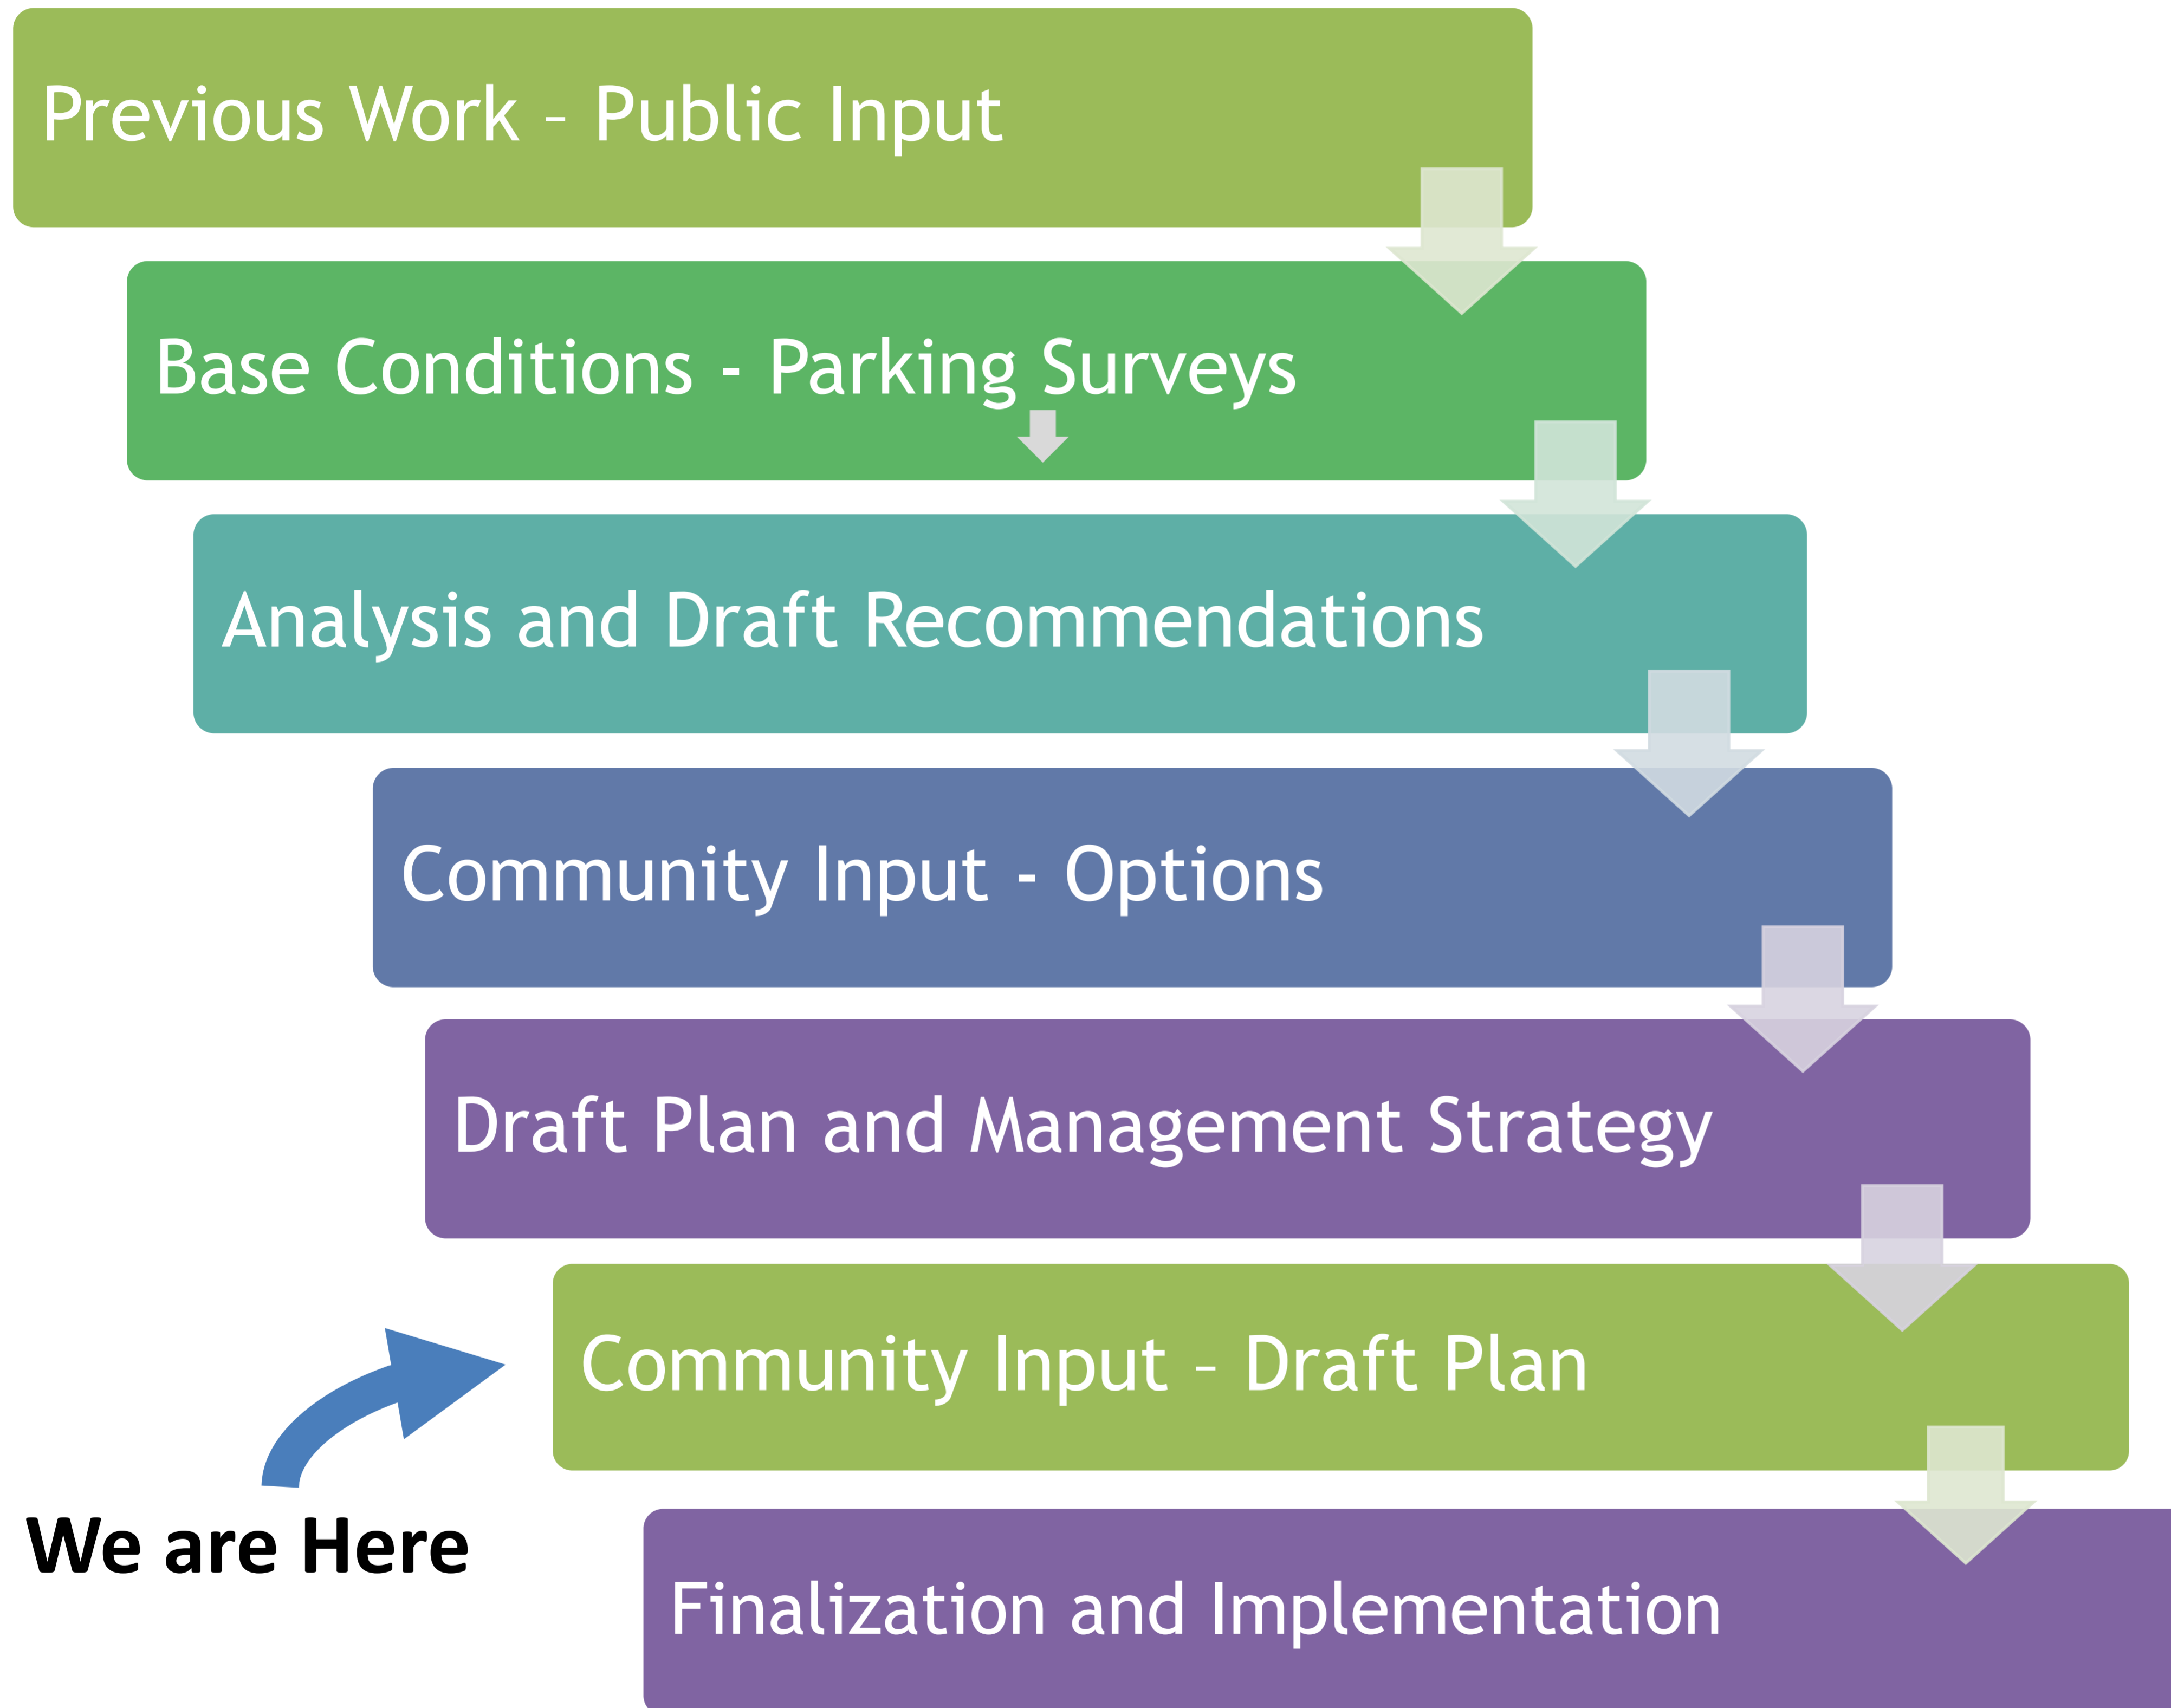 Previous Work – Public Input
Base Conditions - Parking Surveys
Analysis and Draft Recommendations
Community Input - Options
Draft Plan and Management Strategy
Community Input – Draft Plan
We are Here
Finalization and Implementation